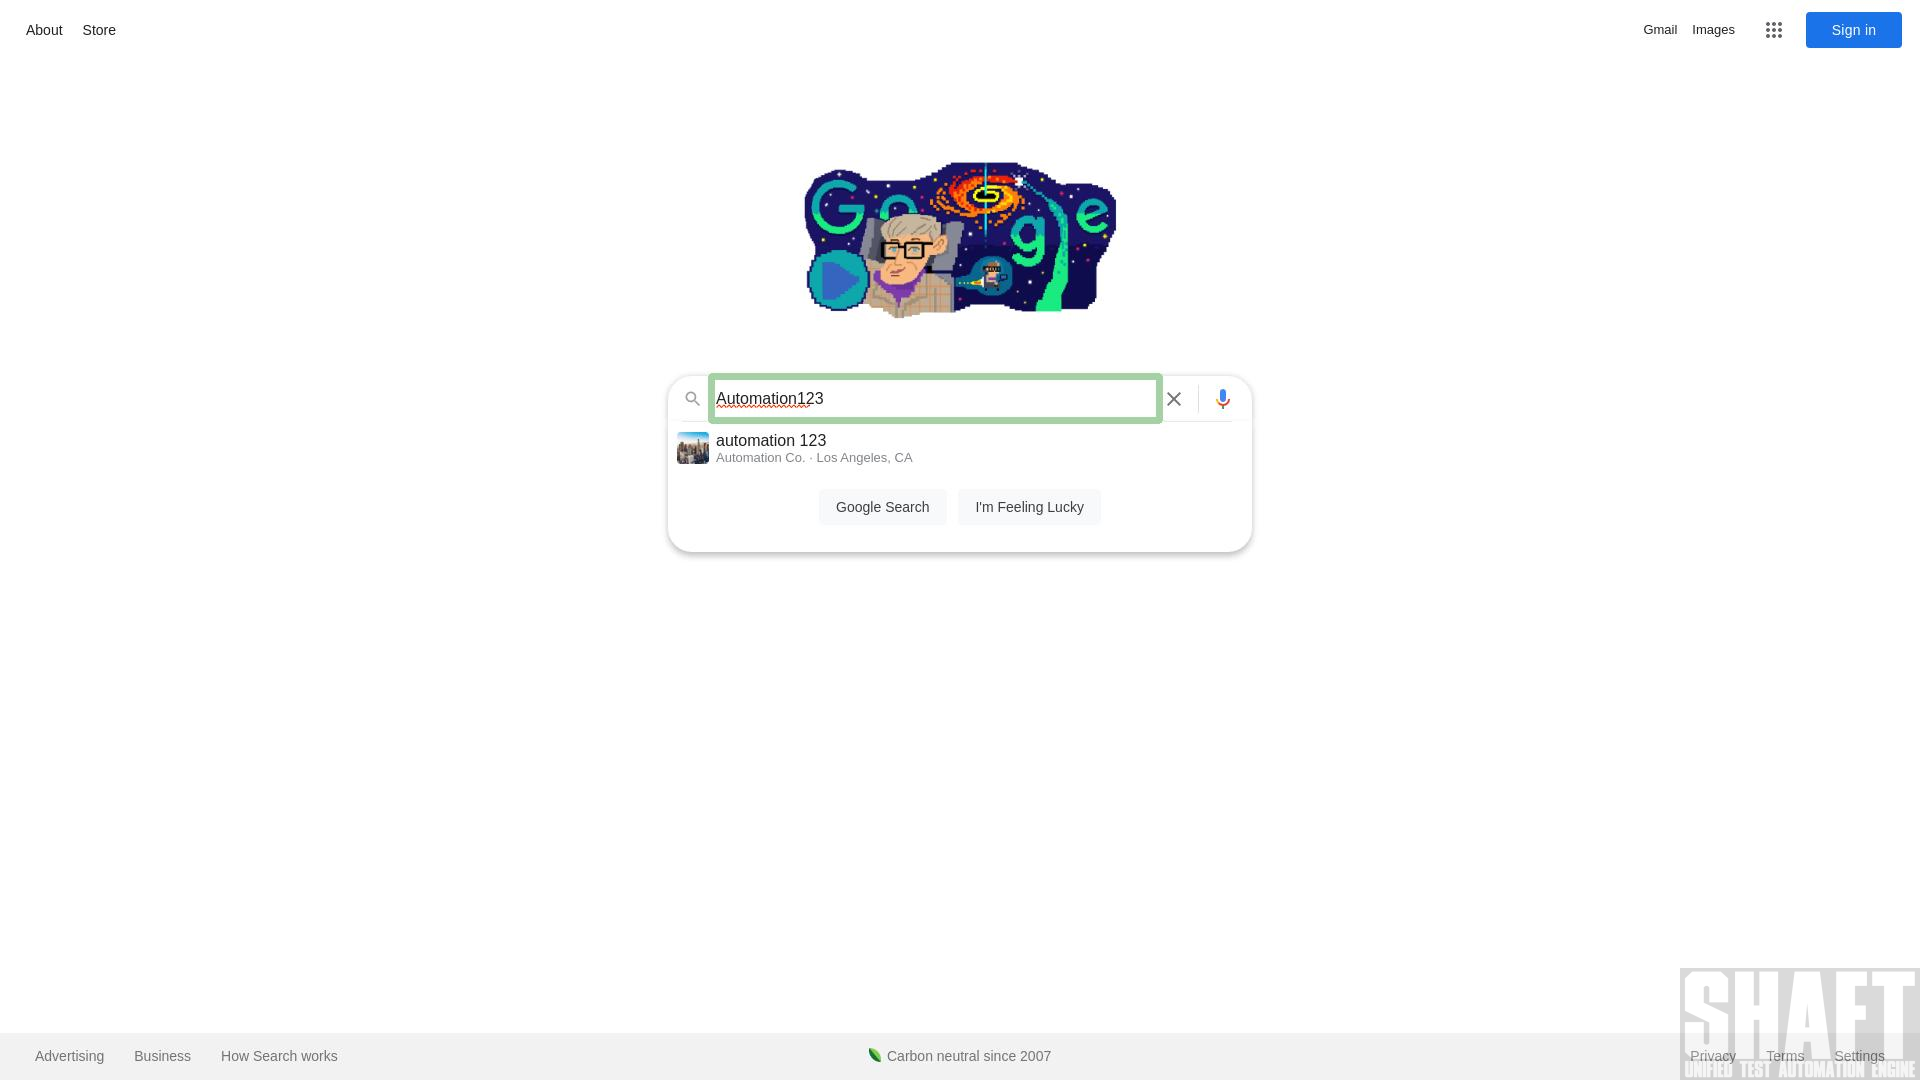 About Store
Gmail Images Sign in
Google
Automation123
automation 123
Automation Co. · Los Angeles, CA
Google Search I'm Feeling Lucky
SHAFT
Advertising Business How Search works Carbon neutral since 2007 Privacy Terms Settings
UNIFIED TEST AUTOMATION ENGINE